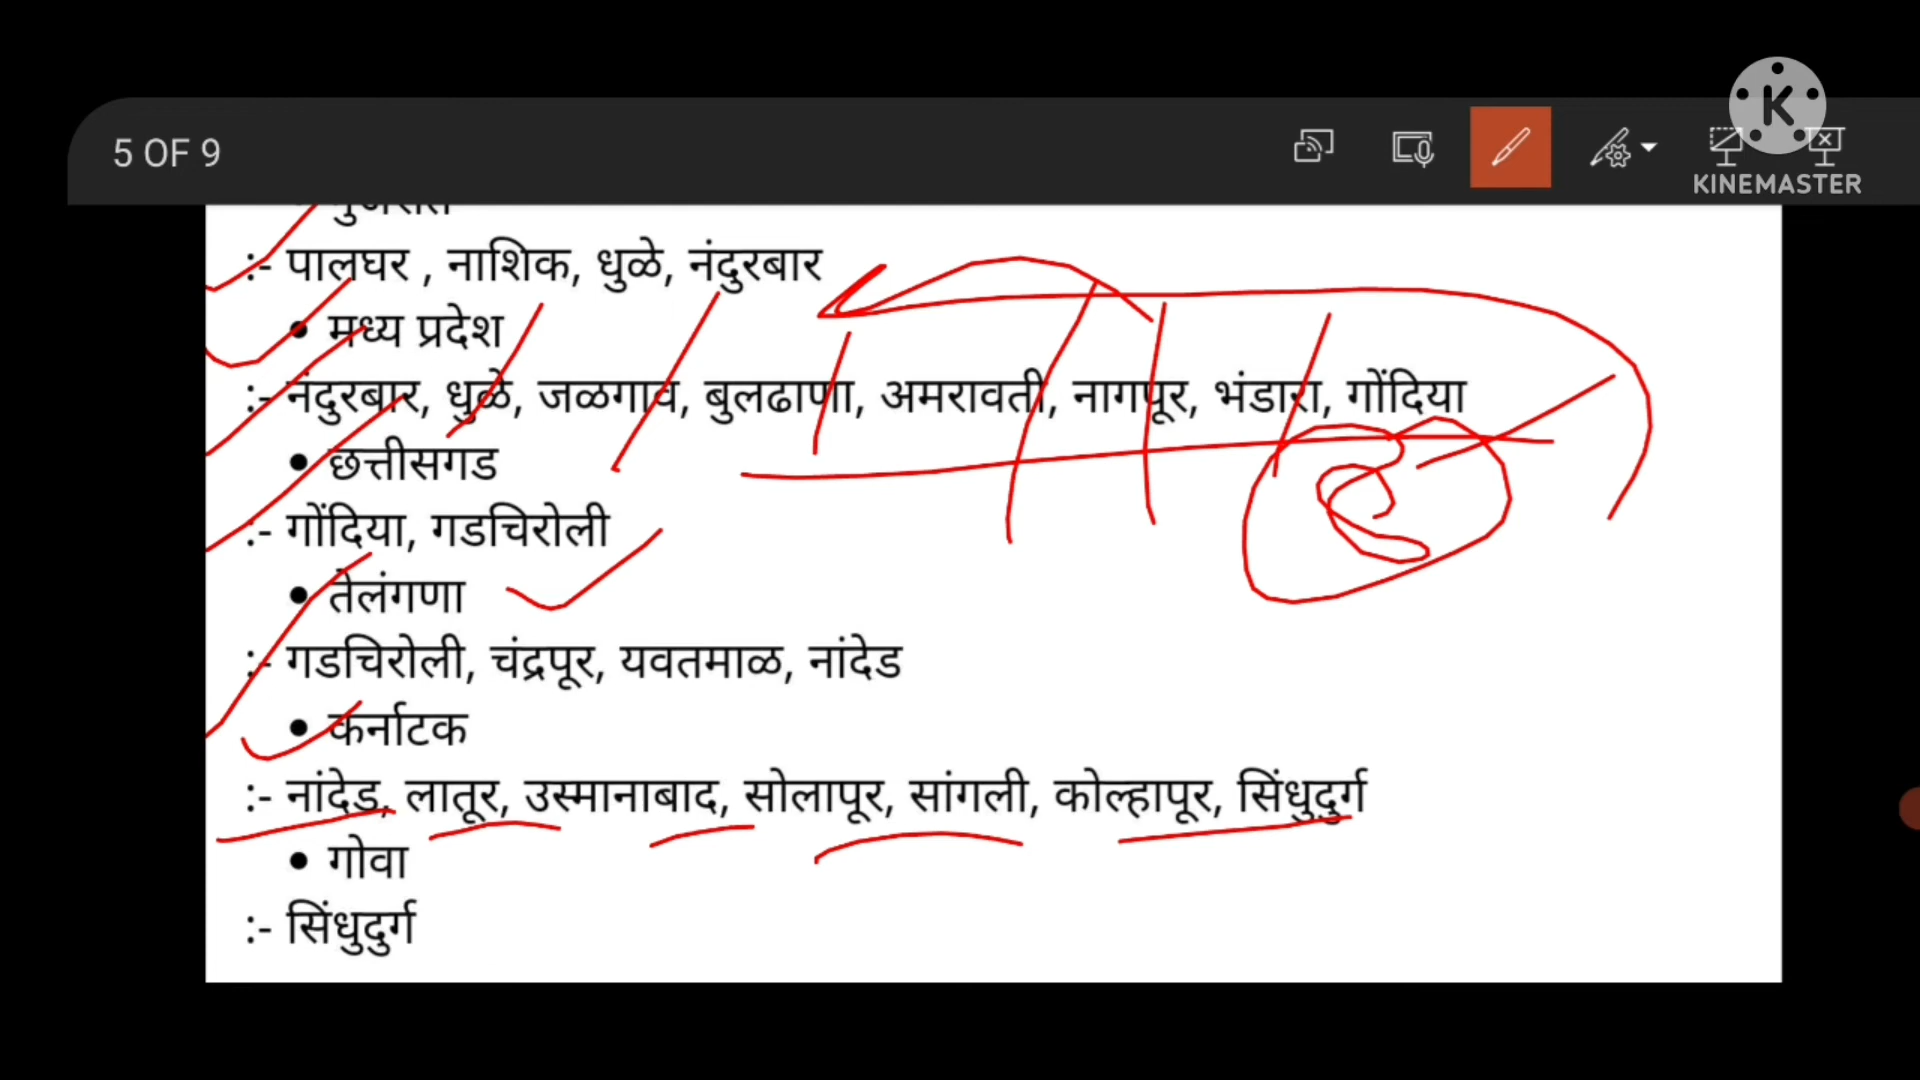 5 OF 9
KINEMASTER
:- पालघर , नाशिक, धुळे, नंदुरबार
• मध्य प्रदेश
:- नंदुरबार, धुळे, जळगाव, बुलढाणा, अमरावती, नागपूर, भंडारा, गोंदिया
• छत्तीसगड
:- गोंदिया, गडचिरोली
• तेलंगणा
:- गडचिरोली, चंद्रपूर, यवतमाळ, नांदेड
• कर्नाटक
:- नांदेड, लातूर, उस्मानाबाद, सोलापूर, सांगली, कोल्हापूर, सिंधुदुर्ग
• गोवा
:- सिंधुदुर्ग